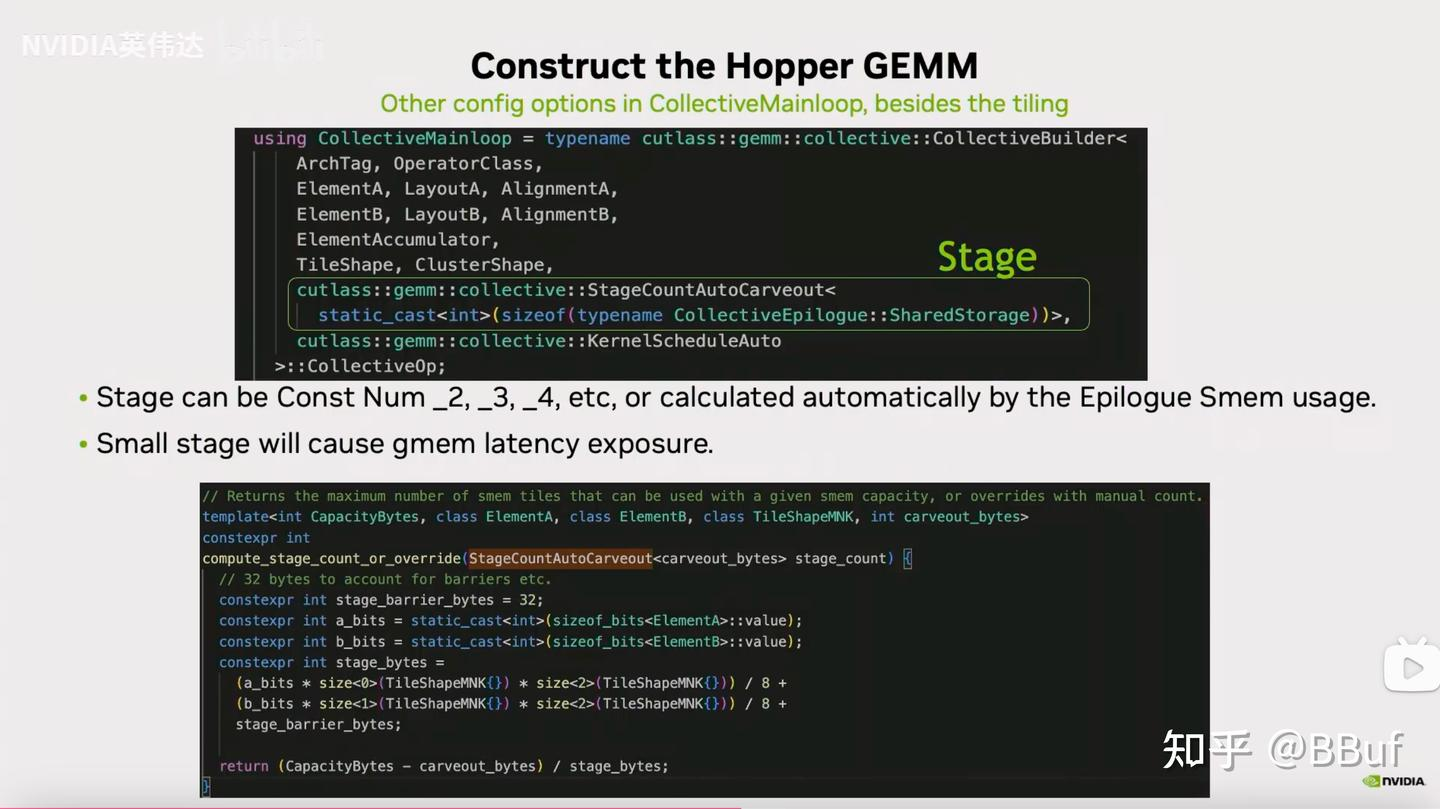 NVIDIA英伟达 bilibili
Construct the Hopper GEMM
Other config options in CollectiveMainloop, besides the tiling
using CollectiveMainloop = typename cutlass::gemm::collective::CollectiveBuilder<
ArchTag, OperatorClass,
ElementA, LayoutA, AlignmentA,
ElementB, LayoutB, AlignmentB,
ElementAccumulator,
TileShape, ClusterShape,
Stage
cutlass::gemm::collective::StageCountAutoCarveout<
static_cast<int>(sizeof(typename CollectiveEpilogue::SharedStorage))>,
cutlass::gemm::collective::KernelScheduleAuto
>::CollectiveOp;
• Stage can be Const Num _2, _3, _4, etc, or calculated automatically by the Epilogue Smem usage.
• Small stage will cause gmem latency exposure.
// Returns the maximum number of smem tiles that can be used with a given smem capacity, or overrides with manual count.
template<int CapacityBytes, class ElementA, class ElementB, class TileShapeMNK, int carveout_bytes>
constexpr int
compute_stage_count_or_override(StageCountAutoCarveout<carveout_bytes> stage_count) {
// 32 bytes to account for barriers etc.
constexpr int stage_barrier_bytes = 32;
constexpr int a_bits = static_cast<int>(sizeof_bits<ElementA>::value);
constexpr int b_bits = static_cast<int>(sizeof_bits<ElementB>::value);
constexpr int stage_bytes =
(a_bits * size<0>(TileShapeMNK{}) * size<2>(TileShapeMNK{})) / 8 +
(b_bits * size<1>(TileShapeMNK{}) * size<2>(TileShapeMNK{})) / 8 +
stage_barrier_bytes;
return (CapacityBytes - carveout_bytes) / stage_bytes;
}
知乎 @BBuf
NVIDIA